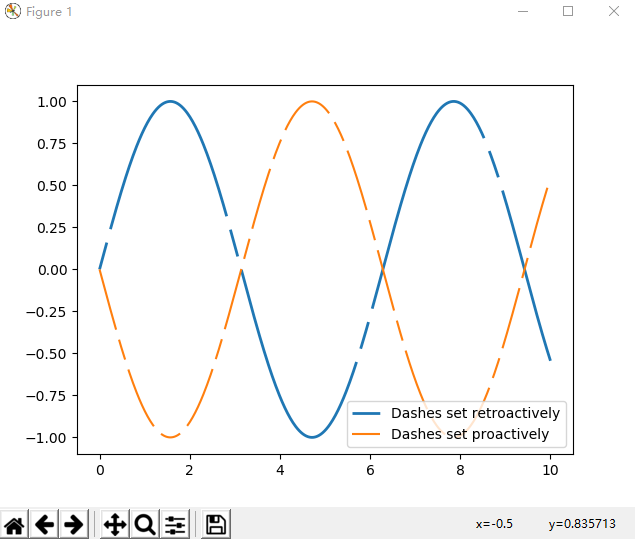 Figure 1
1.00
0.75
0.50
0.25
0.00
−0.25
−0.50
−0.75
−1.00
Dashes set retroactively
Dashes set proactively
0 2 4 6 8 10
x=-0.5 y=0.835713